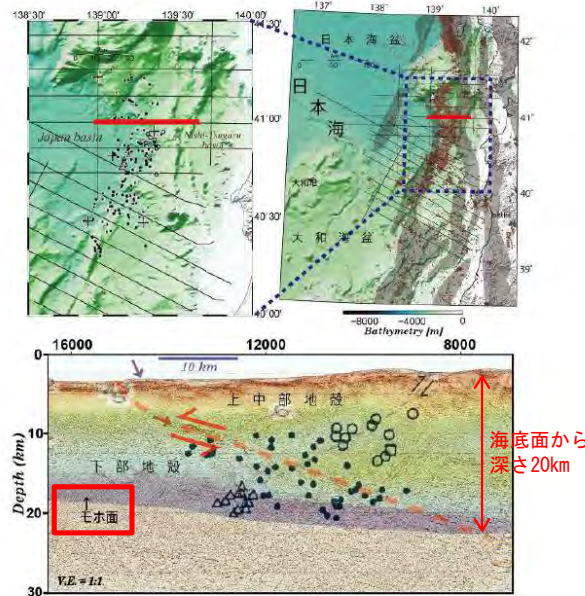 138°30'
139°00'
139°30'
140°00'
41°00'
40°30'
40°00'
Japan basin
Nishi-Tsugaru basin
137°
138°
139°
140°
42°
41°
40°
39°
日本海盆
日本海
大和堆
大和海盆
-8000 -4000 0
Bathymetry [m]
16000 12000 8000
10 km
0
10
20
30
Depth (km)
上中部地殻
下部地殻
↑
モホ面
V.E. = 1:1
海底面から
深さ20km